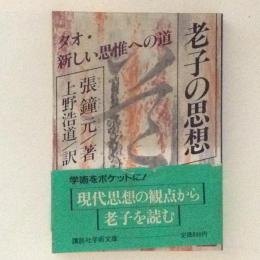 老子の思想
タオ・
新しい思惟への道
張鐘元／著
上野浩道／訳
学術をポケットに！
現代思想の観点から
老子を読む
講談社学術文庫